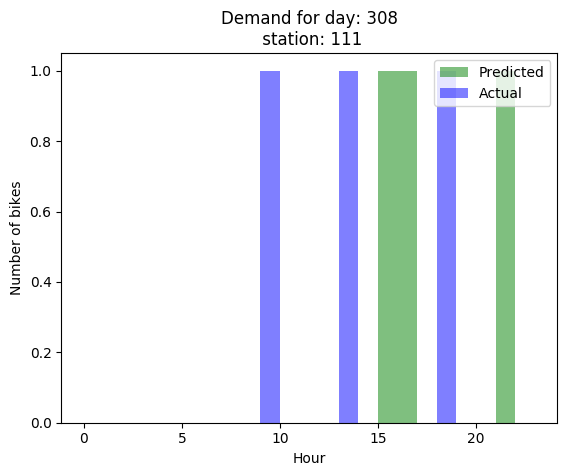 Demand for day: 308
station: 111
Predicted
Actual
1.0
0.8
0.6
0.4
0.2
0.0
Number of bikes
0
5
10
15
20
Hour